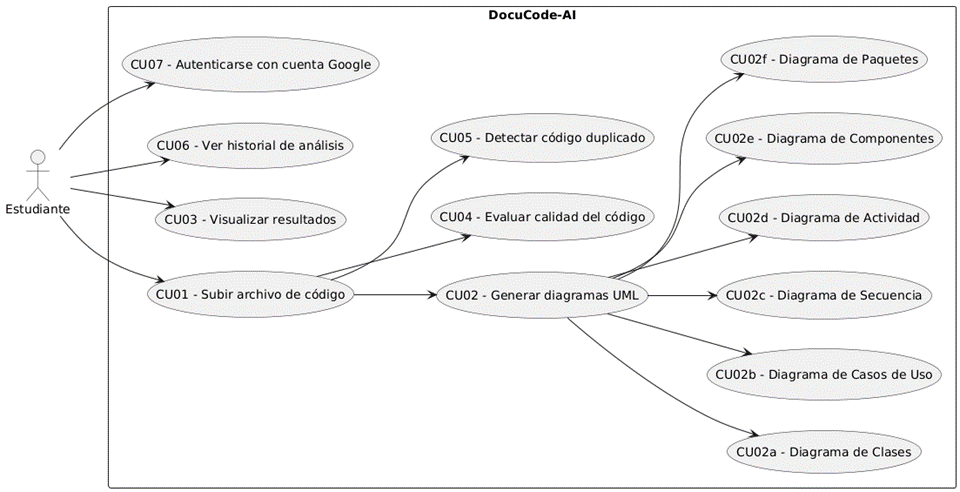 DocuCode-AI
CU07 - Autenticarse con cuenta Google
CU02f - Diagrama de Paquetes
CU05 - Detectar código duplicado
CU02e - Diagrama de Componentes
CU06 - Ver historial de análisis
Estudiante
CU03 - Visualizar resultados
CU04 - Evaluar calidad del código
CU02d - Diagrama de Actividad
CU01 - Subir archivo de código
CU02 - Generar diagramas UML
CU02c - Diagrama de Secuencia
CU02b - Diagrama de Casos de Uso
CU02a - Diagrama de Clases